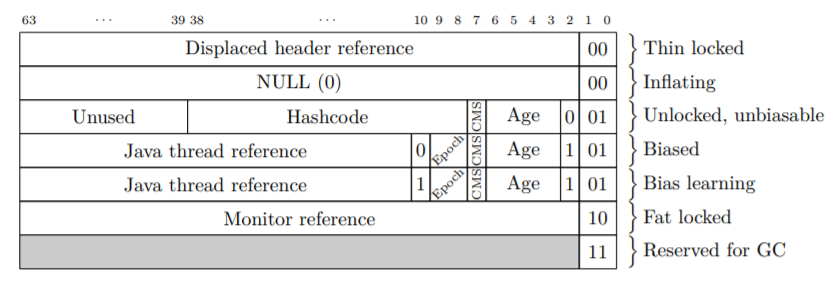 63 ··· 39 38 ··· 10 9 8 7 6 5 4 3 2 1 0
Displaced header reference 00 } Thin locked
NULL (0) 00 } Inflating
Unused Hashcode CMS Age 0 01 } Unlocked, unbiasable
Java thread reference 0 Epoch CMS Age 1 01 } Biased
Java thread reference 1 Epoch CMS Age 1 01 } Bias learning
Monitor reference 10 } Fat locked
11 } Reserved for GC